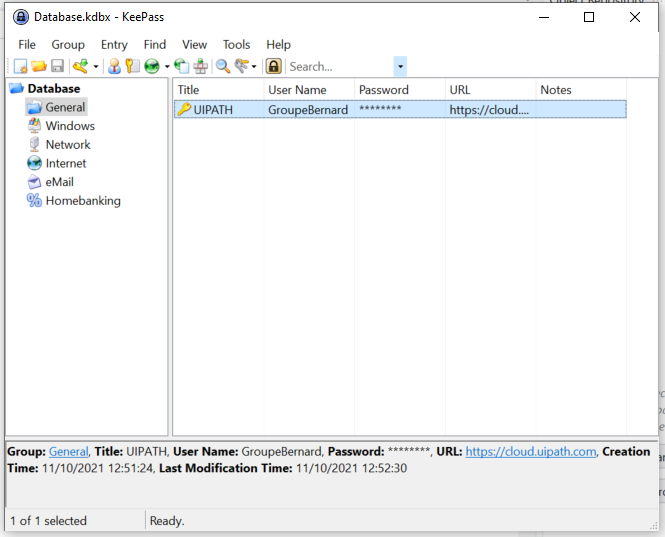 Database.kdbx - KeePass
File Group Entry Find View Tools Help
Search...
Database
General
Windows
Network
Internet
eMail
Homebanking
Title User Name Password URL Notes
UIPATH GroupeBernard ******** https://cloud....
Group: General, Title: UIPATH, User Name: GroupeBernard, Password: ********, URL: https://cloud.uipath.com, Creation
Time: 11/10/2021 12:51:24, Last Modification Time: 11/10/2021 12:52:30
1 of 1 selected Ready.